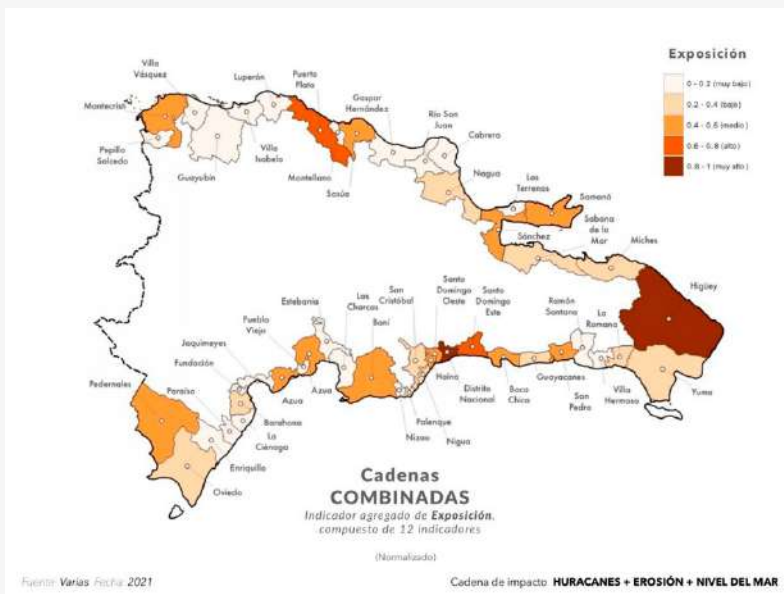 Exposición
0 - 0.2 (muy bajo)
0.2 - 0.4 (bajo)
0.4 - 0.6 (medio)
0.6 - 0.8 (alto)
0.8 - 1 (muy alto)
Villa
Vásquez
Luperón
Puerto
Plata
Gaspar
Hernández
Montecristi
Río San
Juan
Cabrera
Pepillo
Salcedo
Guayubín
Villa
Isabela
Montellano
Sosúa
Nagua
Las
Terrenas
Samaná
Sánchez
Sabana
de la
Mar
Miches
Higüey
Estebanía
Las
Charcas
San
Cristóbal
Santo
Domingo
Oeste
Santo
Domingo
Este
Ramón
Santana
La
Romana
Pueblo
Viejo
Baní
Jaquimeyes
Fundación
Pedernales
Paraíso
Azua
Azua
Haina
Distrito
Nacional
Boca
Chica
Guayacanes
San
Pedro
Villa
Hermosa
Yuma
Barahona
La
Ciénaga
Palenque
Nizao
Nigua
Enriquillo
Oviedo
Cadenas
COMBINADAS
Indicador agregado de Exposición,
compuesto de 12 indicadores
(Normalizado)
Fuente: Varias Fecha: 2021
Cadena de impacto HURACANES + EROSIÓN + NIVEL DEL MAR